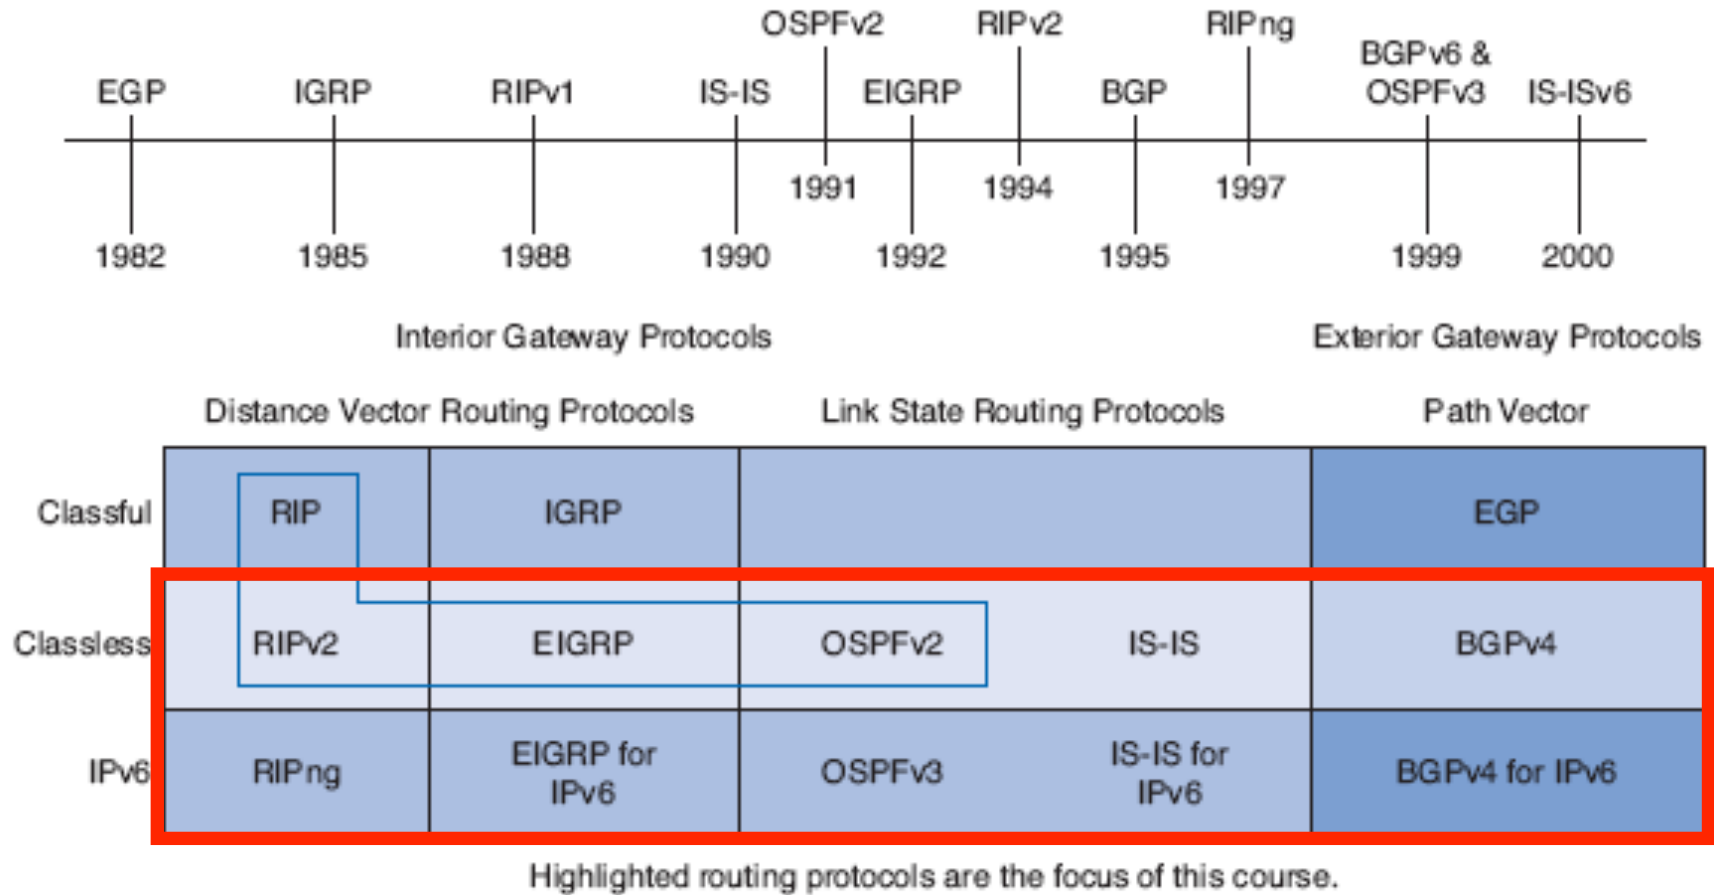 OSPFv2 RIPv2 RIPng
BGPv6 &
EGP IGRP RIPv1 IS-IS EIGRP BGP OSPFv3 IS-ISv6
1991 1994 1997
1982 1985 1988 1990 1992 1995 1999 2000
Interior Gateway Protocols Exterior Gateway Protocols
Distance Vector Routing Protocols Link State Routing Protocols Path Vector
Classful RIP IGRP EGP
Classless RIPv2 EIGRP OSPFv2 IS-IS BGPv4
IPv6 RIPng EIGRP for IPv6 OSPFv3 IS-IS for IPv6 BGPv4 for IPv6
Highlighted routing protocols are the focus of this course.